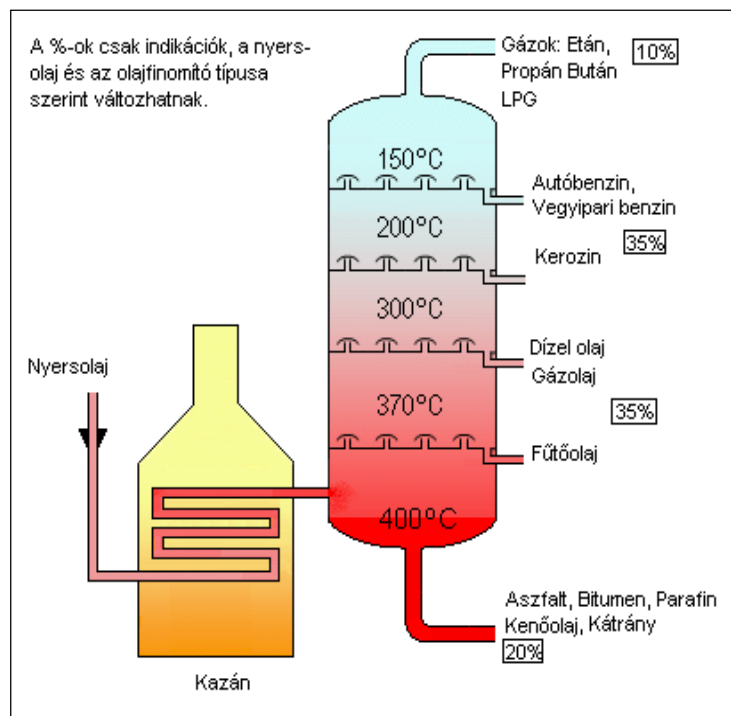 A %-ok csak indikációk, a nyers-
olaj és az olajfinomító típusa
szerint változhatnak.
Gázok: Etán,
10%
Propán Bután
LPG
150°C
Autóbenzin,
Vegyipari benzin
200°C
35%
Kerozin
300°C
Dízel olaj
Gázolaj
Nyersolaj
370°C
35%
Fűtőolaj
400°C
Aszfalt, Bitumen, Parafin
Kenőolaj, Kátrány
20%
Kazán